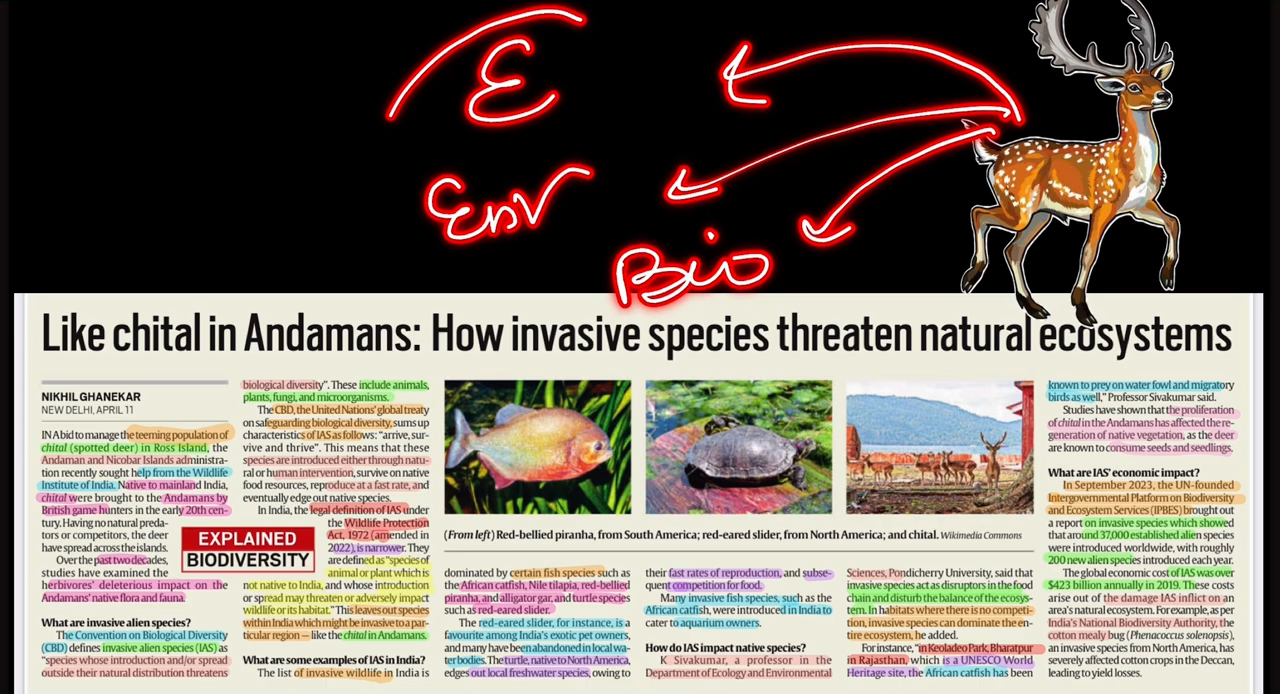 E
Env
Bio
Like chital in Andamans: How invasive species threaten natural ecosystems
NIKHIL GHANEKAR
NEW DELHI, APRIL 11
IN A bid to manage the teeming population of
chital (spotted deer) in Ross Island, the
Andaman and Nicobar Islands administra-
tion recently sought help from the Wildlife
Institute of India. Native to mainland India,
chital were brought to the Andamans by
British game hunters in the early 20th cen-
tury. Having no natural preda-
tors or competitors, the deer
have spread across the islands.
Over the past two decades,
studies have examined the
herbivores' deleterious impact on the
Andamans' native flora and fauna.
What are invasive alien species?
The Convention on Biological Diversity
(CBD) defines invasive alien species (IAS) as
“species whose introduction and/or spread
outside their natural distribution threatens
biological diversity”. These include animals,
plants, fungi, and microorganisms.
The CBD, the United Nations' global treaty
on safeguarding biological diversity, sums up
characteristics of IAS as follows: “arrive, sur-
vive and thrive”. This means that these
species are introduced either through natu-
ral or human intervention, survive on native
food resources, reproduce at a fast rate, and
eventually edge out native species.
In India, the legal definition of IAS under
the Wildlife Protection
Act, 1972 (amended in
2022), is narrower. They
are defined as “species of
animal or plant which is
not native to India, and whose introduction
or spread may threaten or adversely impact
wildlife or its habitat.” This leaves out species
within India which might be invasive to a par-
ticular region — like the chital in Andamans.
What are some examples of IAS in India?
The list of invasive wildlife in India is
EXPLAINED
BIODIVERSITY
(From left) Red-bellied piranha, from South America; red-eared slider, from North America; and chital. Wikimedia Commons
dominated by certain fish species such as
the African catfish, Nile tilapia, red-bellied
piranha, and alligator gar, and turtle species
such as red-eared slider.
The red-eared slider, for instance, is a
favourite among India's exotic pet owners,
and many have been abandoned in local wa-
ter bodies. The turtle, native to North America,
edges out local freshwater species, owing to
their fast rates of reproduction, and subse-
quent competition for food.
Many invasive fish species, such as the
African catfish, were introduced in India to
cater to aquarium owners.
How do IAS impact native species?
K Sivakumar, a professor in the
Department of Ecology and Environmental
Sciences, Pondicherry University, said that
invasive species act as disruptors in the food
chain and disturb the balance of the ecosys-
tem. In habitats where there is no competi-
tion, invasive species can dominate the en-
tire ecosystem, he added.
For instance, “in Keoladeo Park, Bharatpur
in Rajasthan, which is a UNESCO World
Heritage site, the African catfish has been
known to prey on water fowl and migratory
birds as well,” Professor Sivakumar said.
Studies have shown that the proliferation
of chital in the Andamans has affected the re-
generation of native vegetation, as the deer
are known to consume seeds and seedlings.
What are IAS' economic impact?
In September 2023, the UN-founded
Intergovernmental Platform on Biodiversity
and Ecosystem Services (IPBES) brought out
a report on invasive species which showed
that around 37,000 established alien species
were introduced worldwide, with roughly
200 new alien species introduced each year.
The global economic cost of IAS was over
$423 billion annually in 2019. These costs
arise out of the damage IAS inflict on an
area's natural ecosystem. For example, as per
India's National Biodiversity Authority, the
cotton mealy bug (Phenacoccus solenopsis),
an invasive species from North America, has
severely affected cotton crops in the Deccan,
leading to yield losses.